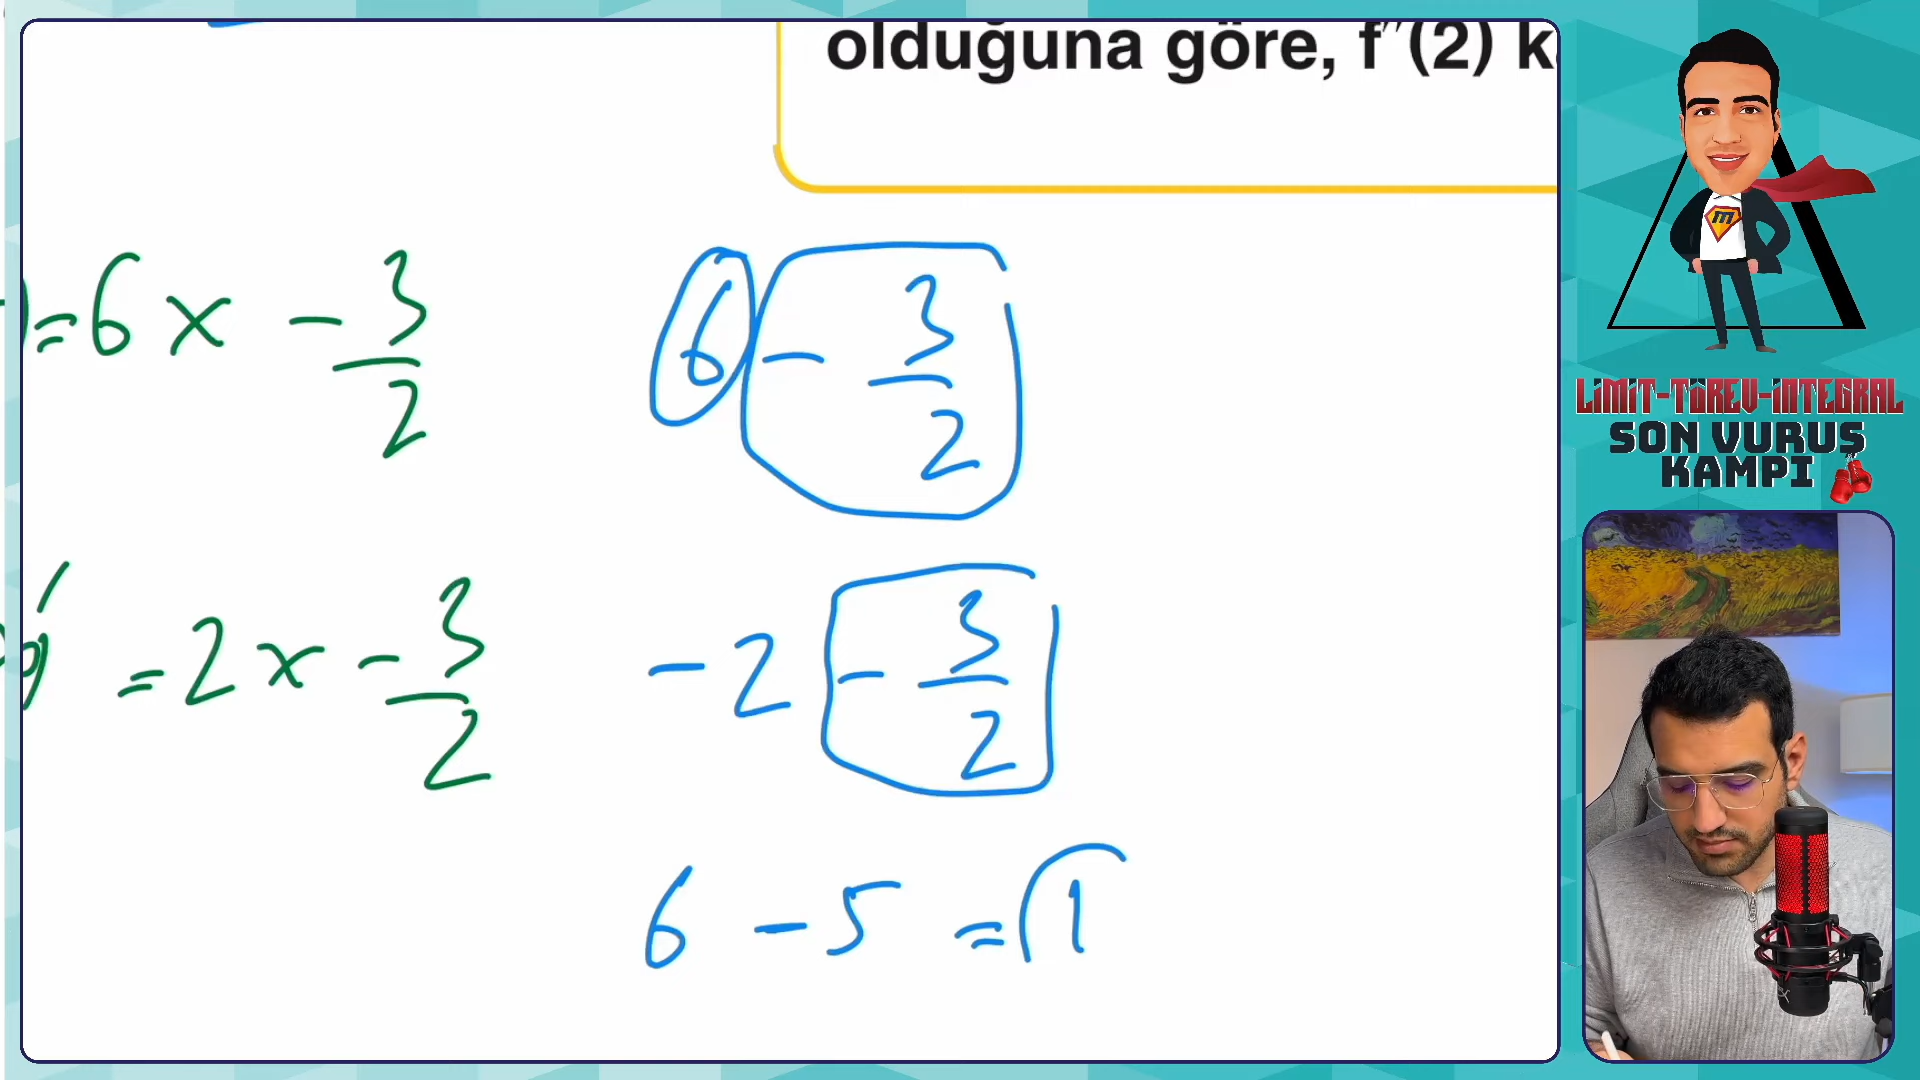 olduğuna göre, f″(2) k
=6x - 3/2
6 - 3/2
= 2x - 3/2
-2 - 3/2
6 - 5 = 1
m
LiMiT-TÜREV-iNTEGRAL
SON VURUŞ
KAMPI